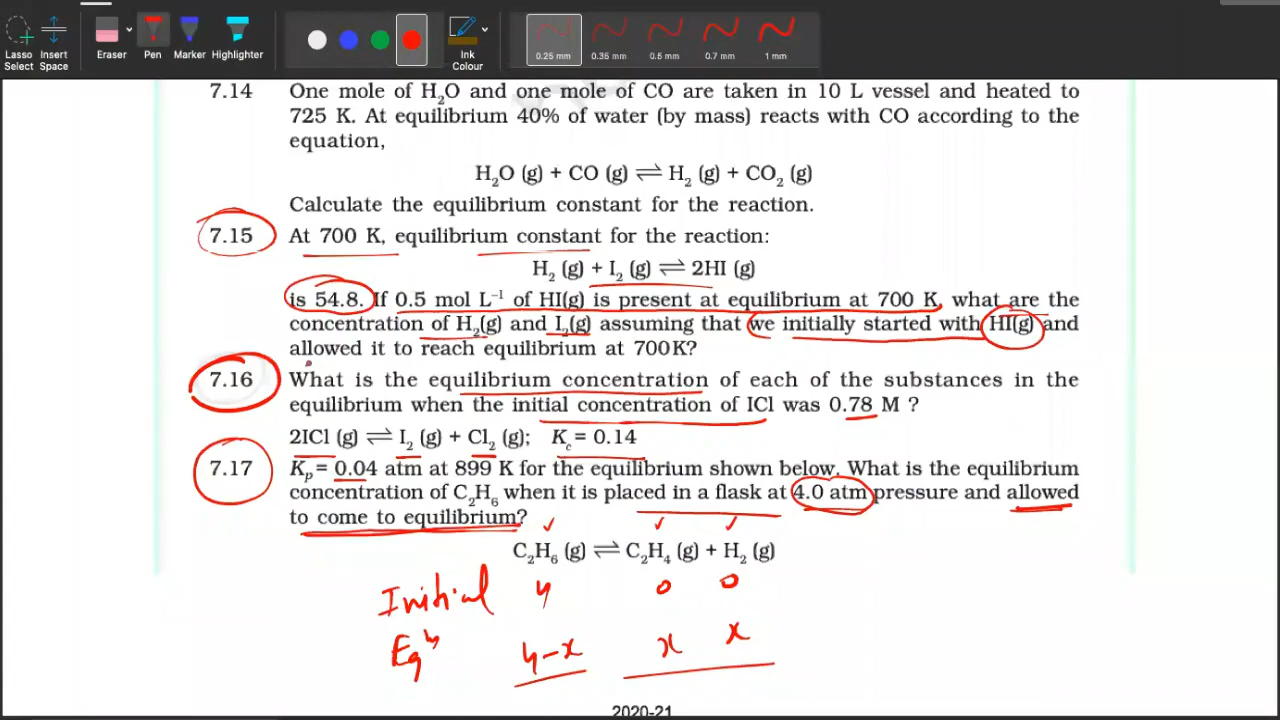 Lasso Select
Insert Space
Eraser
Pen
Marker
Highlighter
Ink Colour
0.25 mm
0.35 mm
0.5 mm
0.7 mm
1 mm
7.14 One mole of H₂O and one mole of CO are taken in 10 L vessel and heated to
725 K. At equilibrium 40% of water (by mass) reacts with CO according to the
equation,
H₂O (g) + CO (g) ⇌ H₂ (g) + CO₂ (g)
Calculate the equilibrium constant for the reaction.
7.15 At 700 K, equilibrium constant for the reaction:
H₂ (g) + I₂ (g) ⇌ 2HI (g)
is 54.8. If 0.5 mol L⁻¹ of HI(g) is present at equilibrium at 700 K, what are the
concentration of H₂(g) and I₂(g) assuming that we initially started with HI(g) and
allowed it to reach equilibrium at 700K?
7.16 What is the equilibrium concentration of each of the substances in the
equilibrium when the initial concentration of ICl was 0.78 M ?
2ICl (g) ⇌ I₂ (g) + Cl₂ (g); K_c = 0.14
7.17 K_p = 0.04 atm at 899 K for the equilibrium shown below. What is the equilibrium
concentration of C₂H₆ when it is placed in a flask at 4.0 atm pressure and allowed
to come to equilibrium?
C₂H₆ (g) ⇌ C₂H₄ (g) + H₂ (g)
Initial 4 0 0
Eqᵇ 4-x x x
2020-21